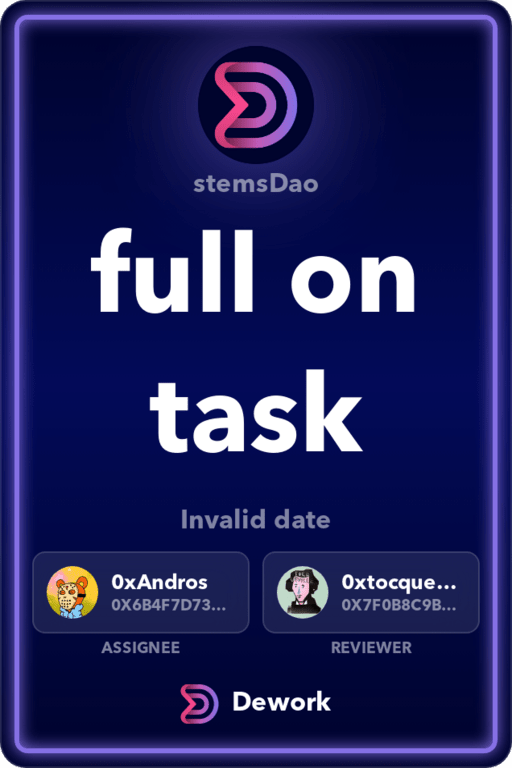 stemsDao
full on
task
Invalid date
0xAndros
0xtocque...
0X6B4F7D73...
0X7F0B8C9B...
ASSIGNEE
REVIEWER
Dework